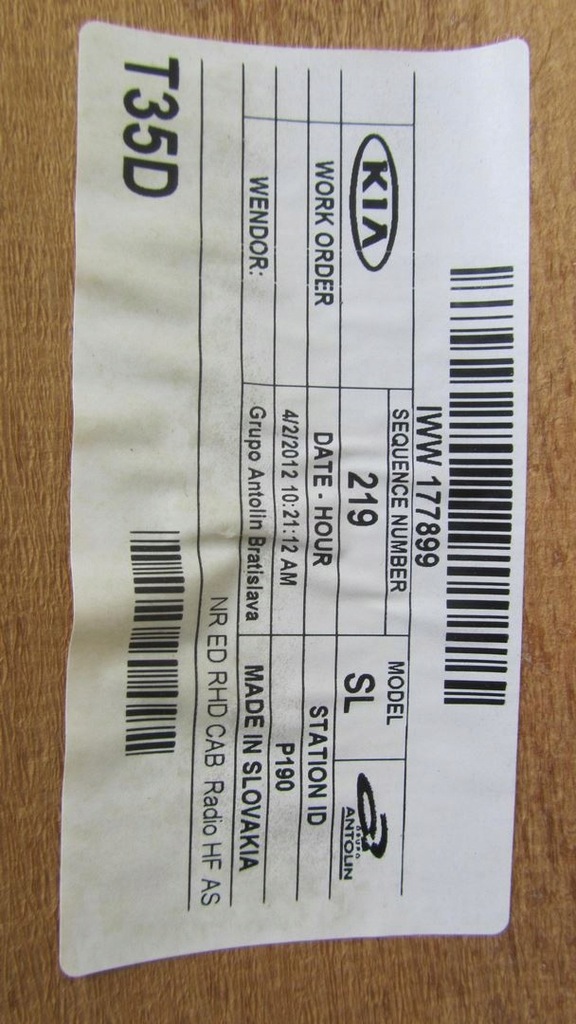 IWW 177899
KIA
SEQUENCE NUMBER
219
MODEL
SL
GRUPO
ANTOLIN
WORK ORDER
DATE - HOUR
STATION ID
4/2/2012 10:21:12 AM
P190
WENDOR:
Grupo Antolin Bratislava
MADE IN SLOVAKIA
NR ED RHD CAB Radio HF AS
T35D